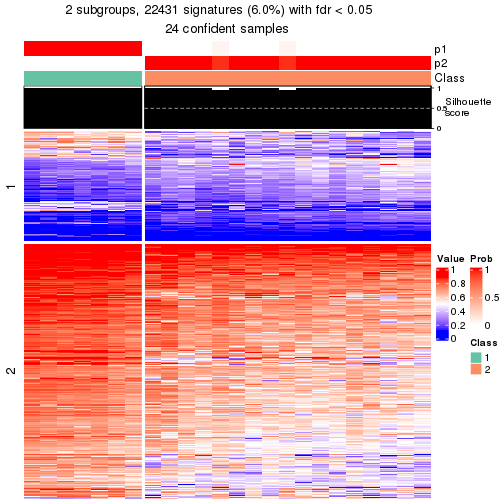 2 subgroups, 22431 signatures (6.0%) with fdr < 0.05
24 confident samples
p1
p2
Class
1
0.5
0
Silhouette
score
1
2
Value
1
0.8
0.6
0.4
0.2
0
Prob
1
0.5
0
Class
1
2